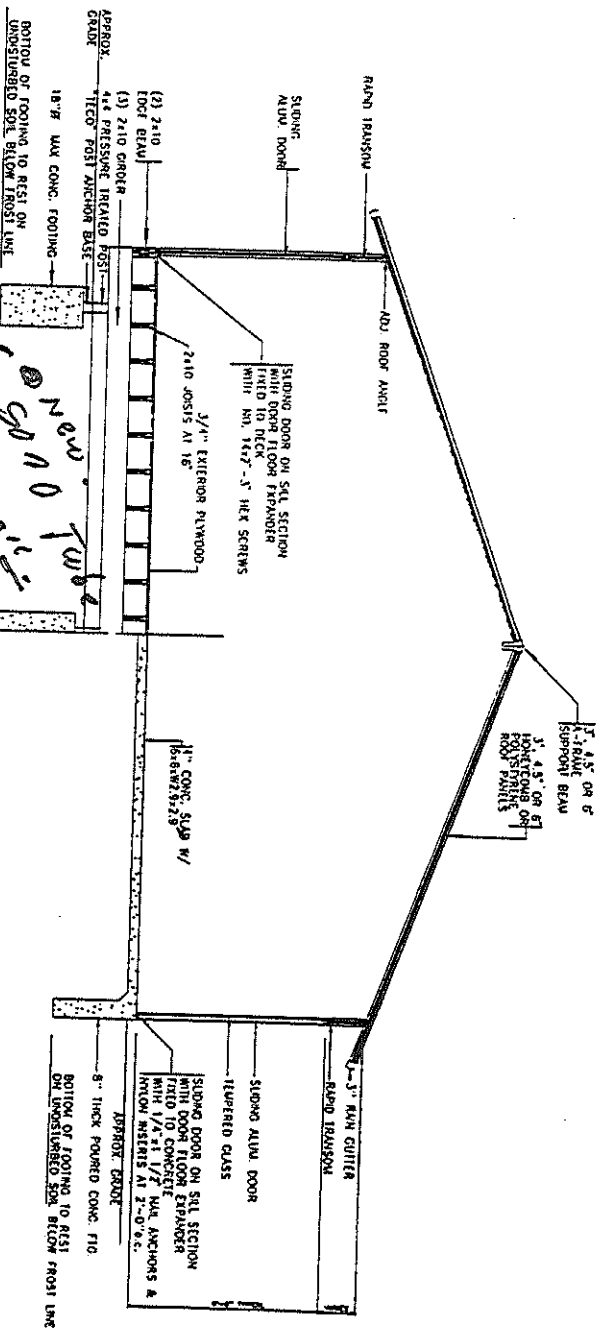 RAPID TRANSOM
SLIDING
ALUM. DOOR
(2) 2x10
EDGE BEAM
(3) 2x10 GIRDER
4x4 PRESSURE TREATED POST
"TECO" POST ANCHOR BASE
APPROX.
GRADE
18"ø MAX CONC. FOOTING
BOTTOM OF FOOTING TO REST ON
UNDISTURBED SOIL BELOW FROST LINE
ADJ. ROOF ANGLE
SLIDING DOOR ON SILL SECTION
WITH DOOR FLOOR EXPANDER
FIXED TO DECK
WITH NO. 14x2"-3" HEX SCREWS
3/4" EXTERIOR PLYWOOD
2x10 JOISTS AT 16"
New
3", 4.5" OR 6"
A-FRAME
SUPPORT BEAM
3", 4.5" OR 6"
HONEYCOMB OR
POLYSTYRENE
ROOF PANELS
4" CONC. SLAB W/
6x6xW2.9x2.9
3" RAIN GUTTER
RAPID TRANSOM
SLIDING ALUM. DOOR
TEMPERED GLASS
SLIDING DOOR ON SILL SECTION
WITH DOOR FLOOR EXPANDER
FIXED TO CONCRETE
WITH 1/4"x1 1/2" NAIL ANCHORS &
NYLON INSERTS AT 2'-0"o.c.
APPROX. GRADE
8" THICK POURED CONC. FTG.
BOTTOM OF FOOTING TO REST
ON UNDISTURBED SOIL BELOW FROST LINE